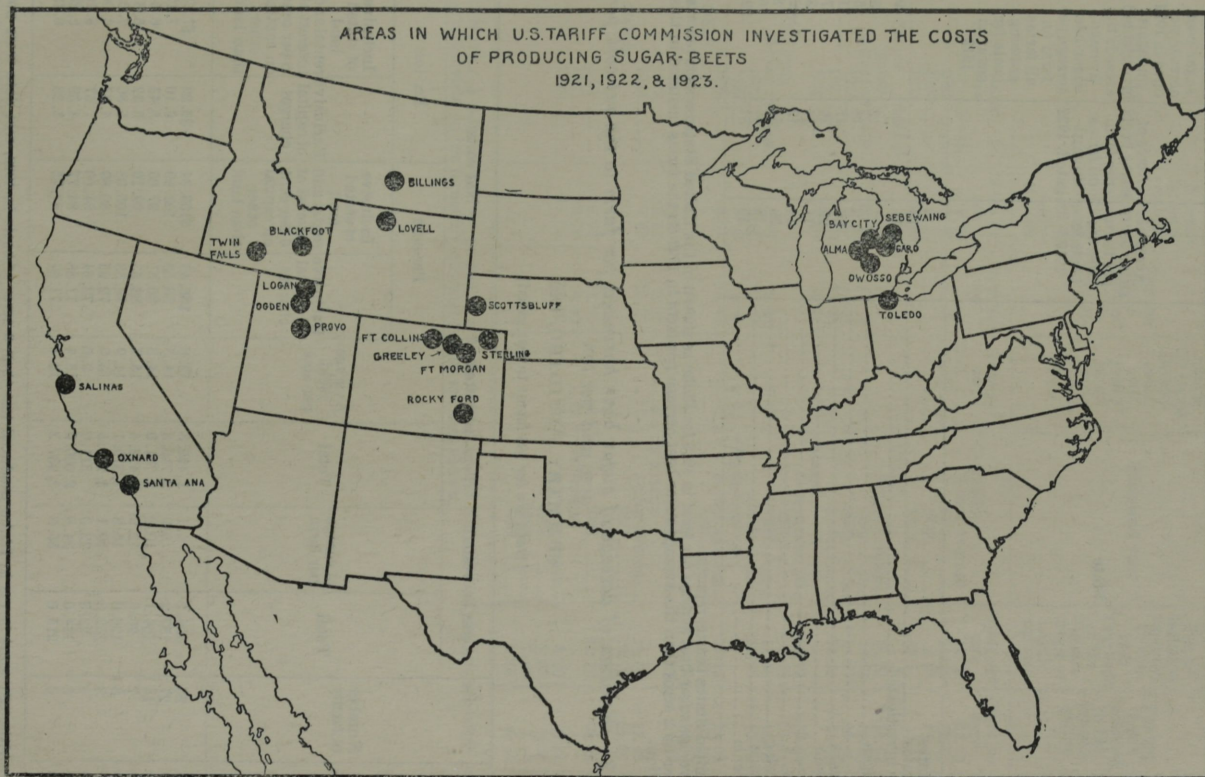 AREAS IN WHICH U.S. TARIFF COMMISSION INVESTIGATED THE COSTS
OF PRODUCING SUGAR-BEETS
1921, 1922, & 1923.
BILLINGS
LOVELL
BLACKFOOT
TWIN
FALLS
LOGAN
OGDEN
PROVO
SCOTTSBLUFF
FT COLLINS
GREELEY
STERLING
FT MORGAN
ROCKY FORD
SALINAS
OXNARD
SANTA ANA
SEBEWAING
BAY CITY
ALMA
CARO
OWOSSO
TOLEDO